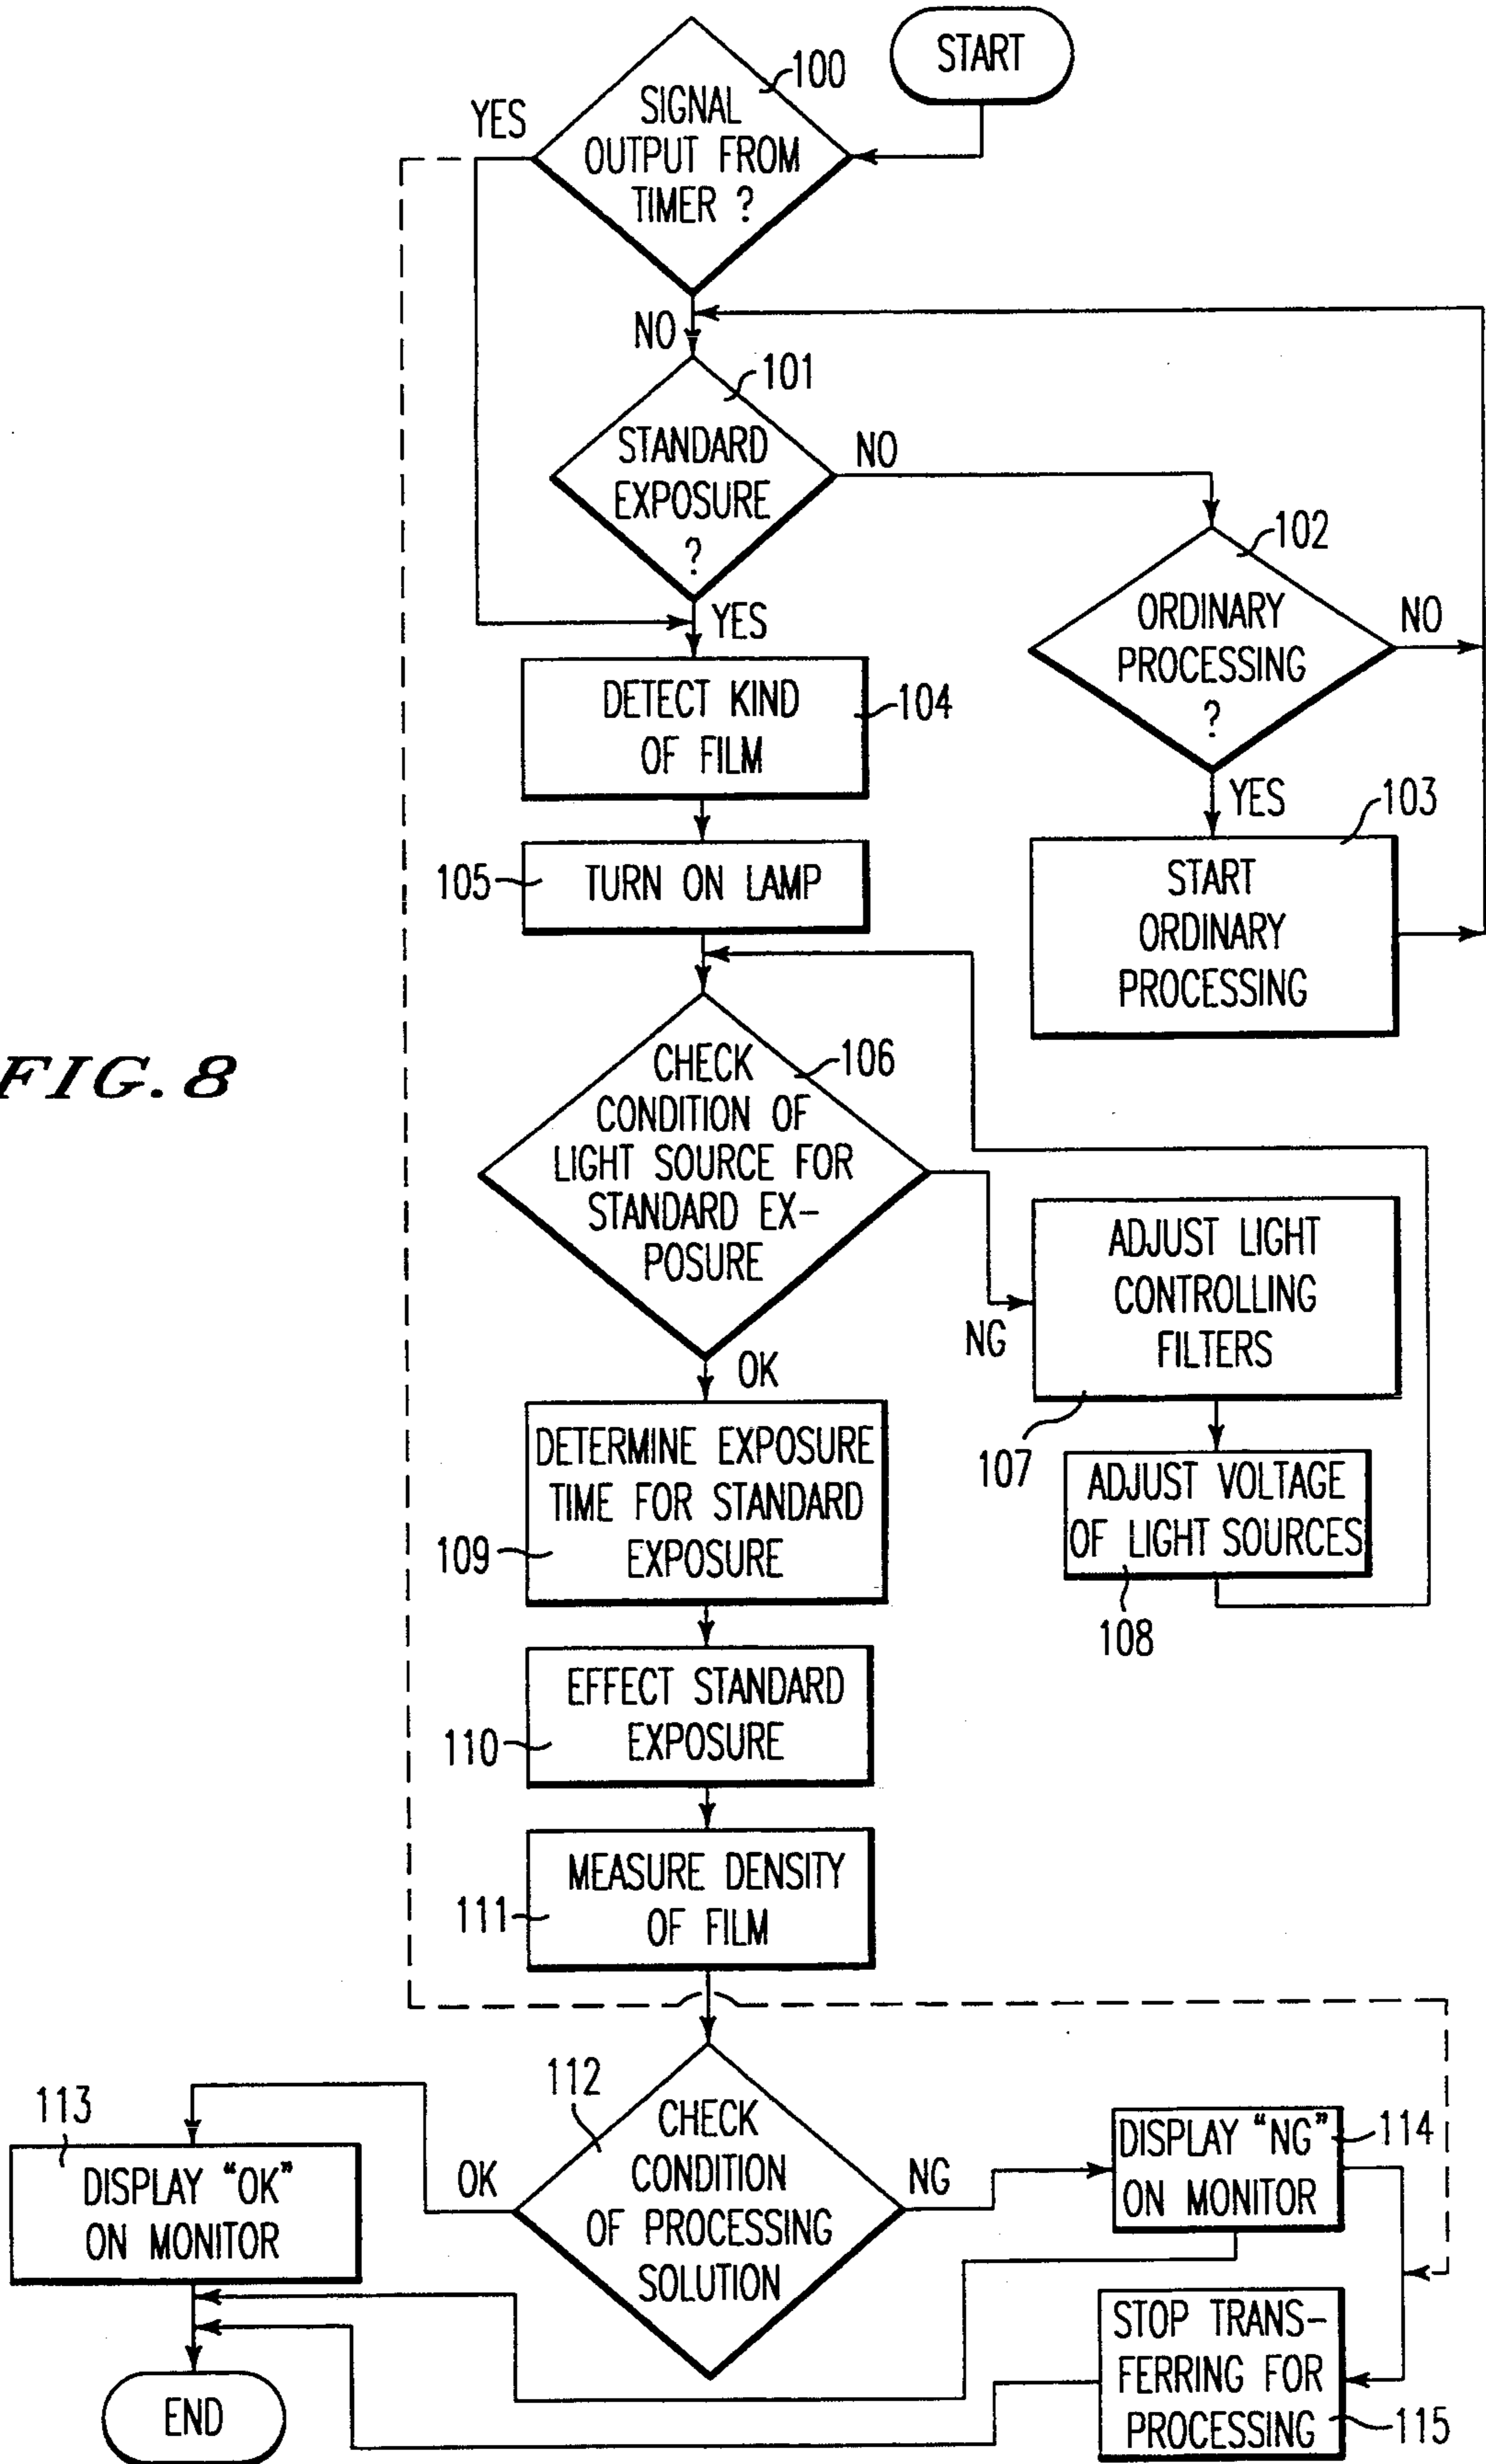 START
100
SIGNAL
OUTPUT FROM
TIMER ?
YES
NO
101
STANDARD
EXPOSURE
?
NO
YES
102
ORDINARY
PROCESSING
?
NO
YES
103
START
ORDINARY
PROCESSING
DETECT KIND
OF FILM
104
105
TURN ON LAMP
FIG. 8
106
CHECK
CONDITION OF
LIGHT SOURCE FOR
STANDARD EX-
POSURE
NG
OK
ADJUST LIGHT
CONTROLLING
FILTERS
107
ADJUST VOLTAGE
OF LIGHT SOURCES
108
DETERMINE EXPOSURE
TIME FOR STANDARD
EXPOSURE
109
EFFECT STANDARD
EXPOSURE
110
MEASURE DENSITY
OF FILM
111
112
CHECK
CONDITION
OF PROCESSING
SOLUTION
OK
NG
113
DISPLAY “OK”
ON MONITOR
DISPLAY “NG”
ON MONITOR
114
STOP TRANS-
FERRING FOR
PROCESSING
115
END